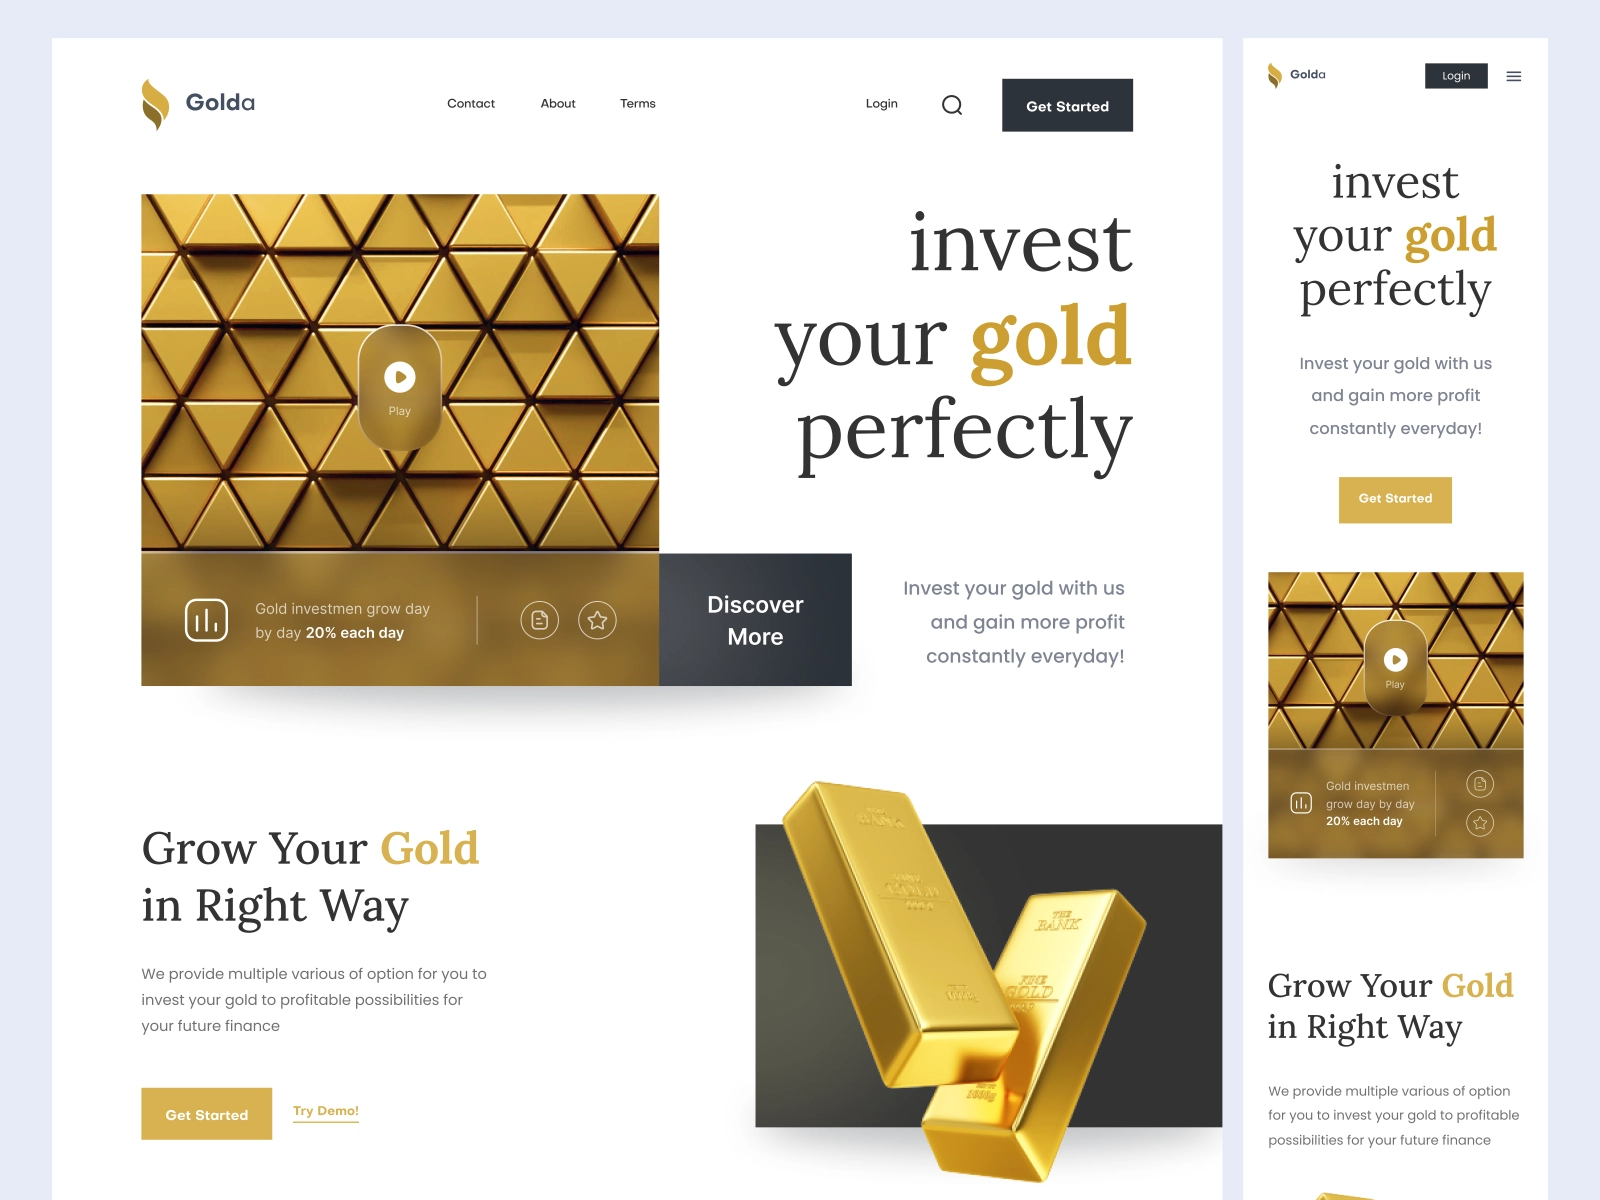 Golda
Contact
About
Terms
Login
Get Started
invest
your gold
perfectly
Play
Gold investmen grow day
by day 20% each day
Discover
More
Invest your gold with us
and gain more profit
constantly everyday!
Grow Your Gold
in Right Way
We provide multiple various of option for you to
invest your gold to profitable possibilities for
your future finance
Get Started
Try Demo!
THE
BANK
FINE
GOLD
1000g
Golda
Login
invest
your gold
perfectly
Invest your gold with us
and gain more profit
constantly everyday!
Get Started
Play
Gold investmen
grow day by day
20% each day
Grow Your Gold
in Right Way
We provide multiple various of option
for you to invest your gold to profitable
possibilities for your future finance